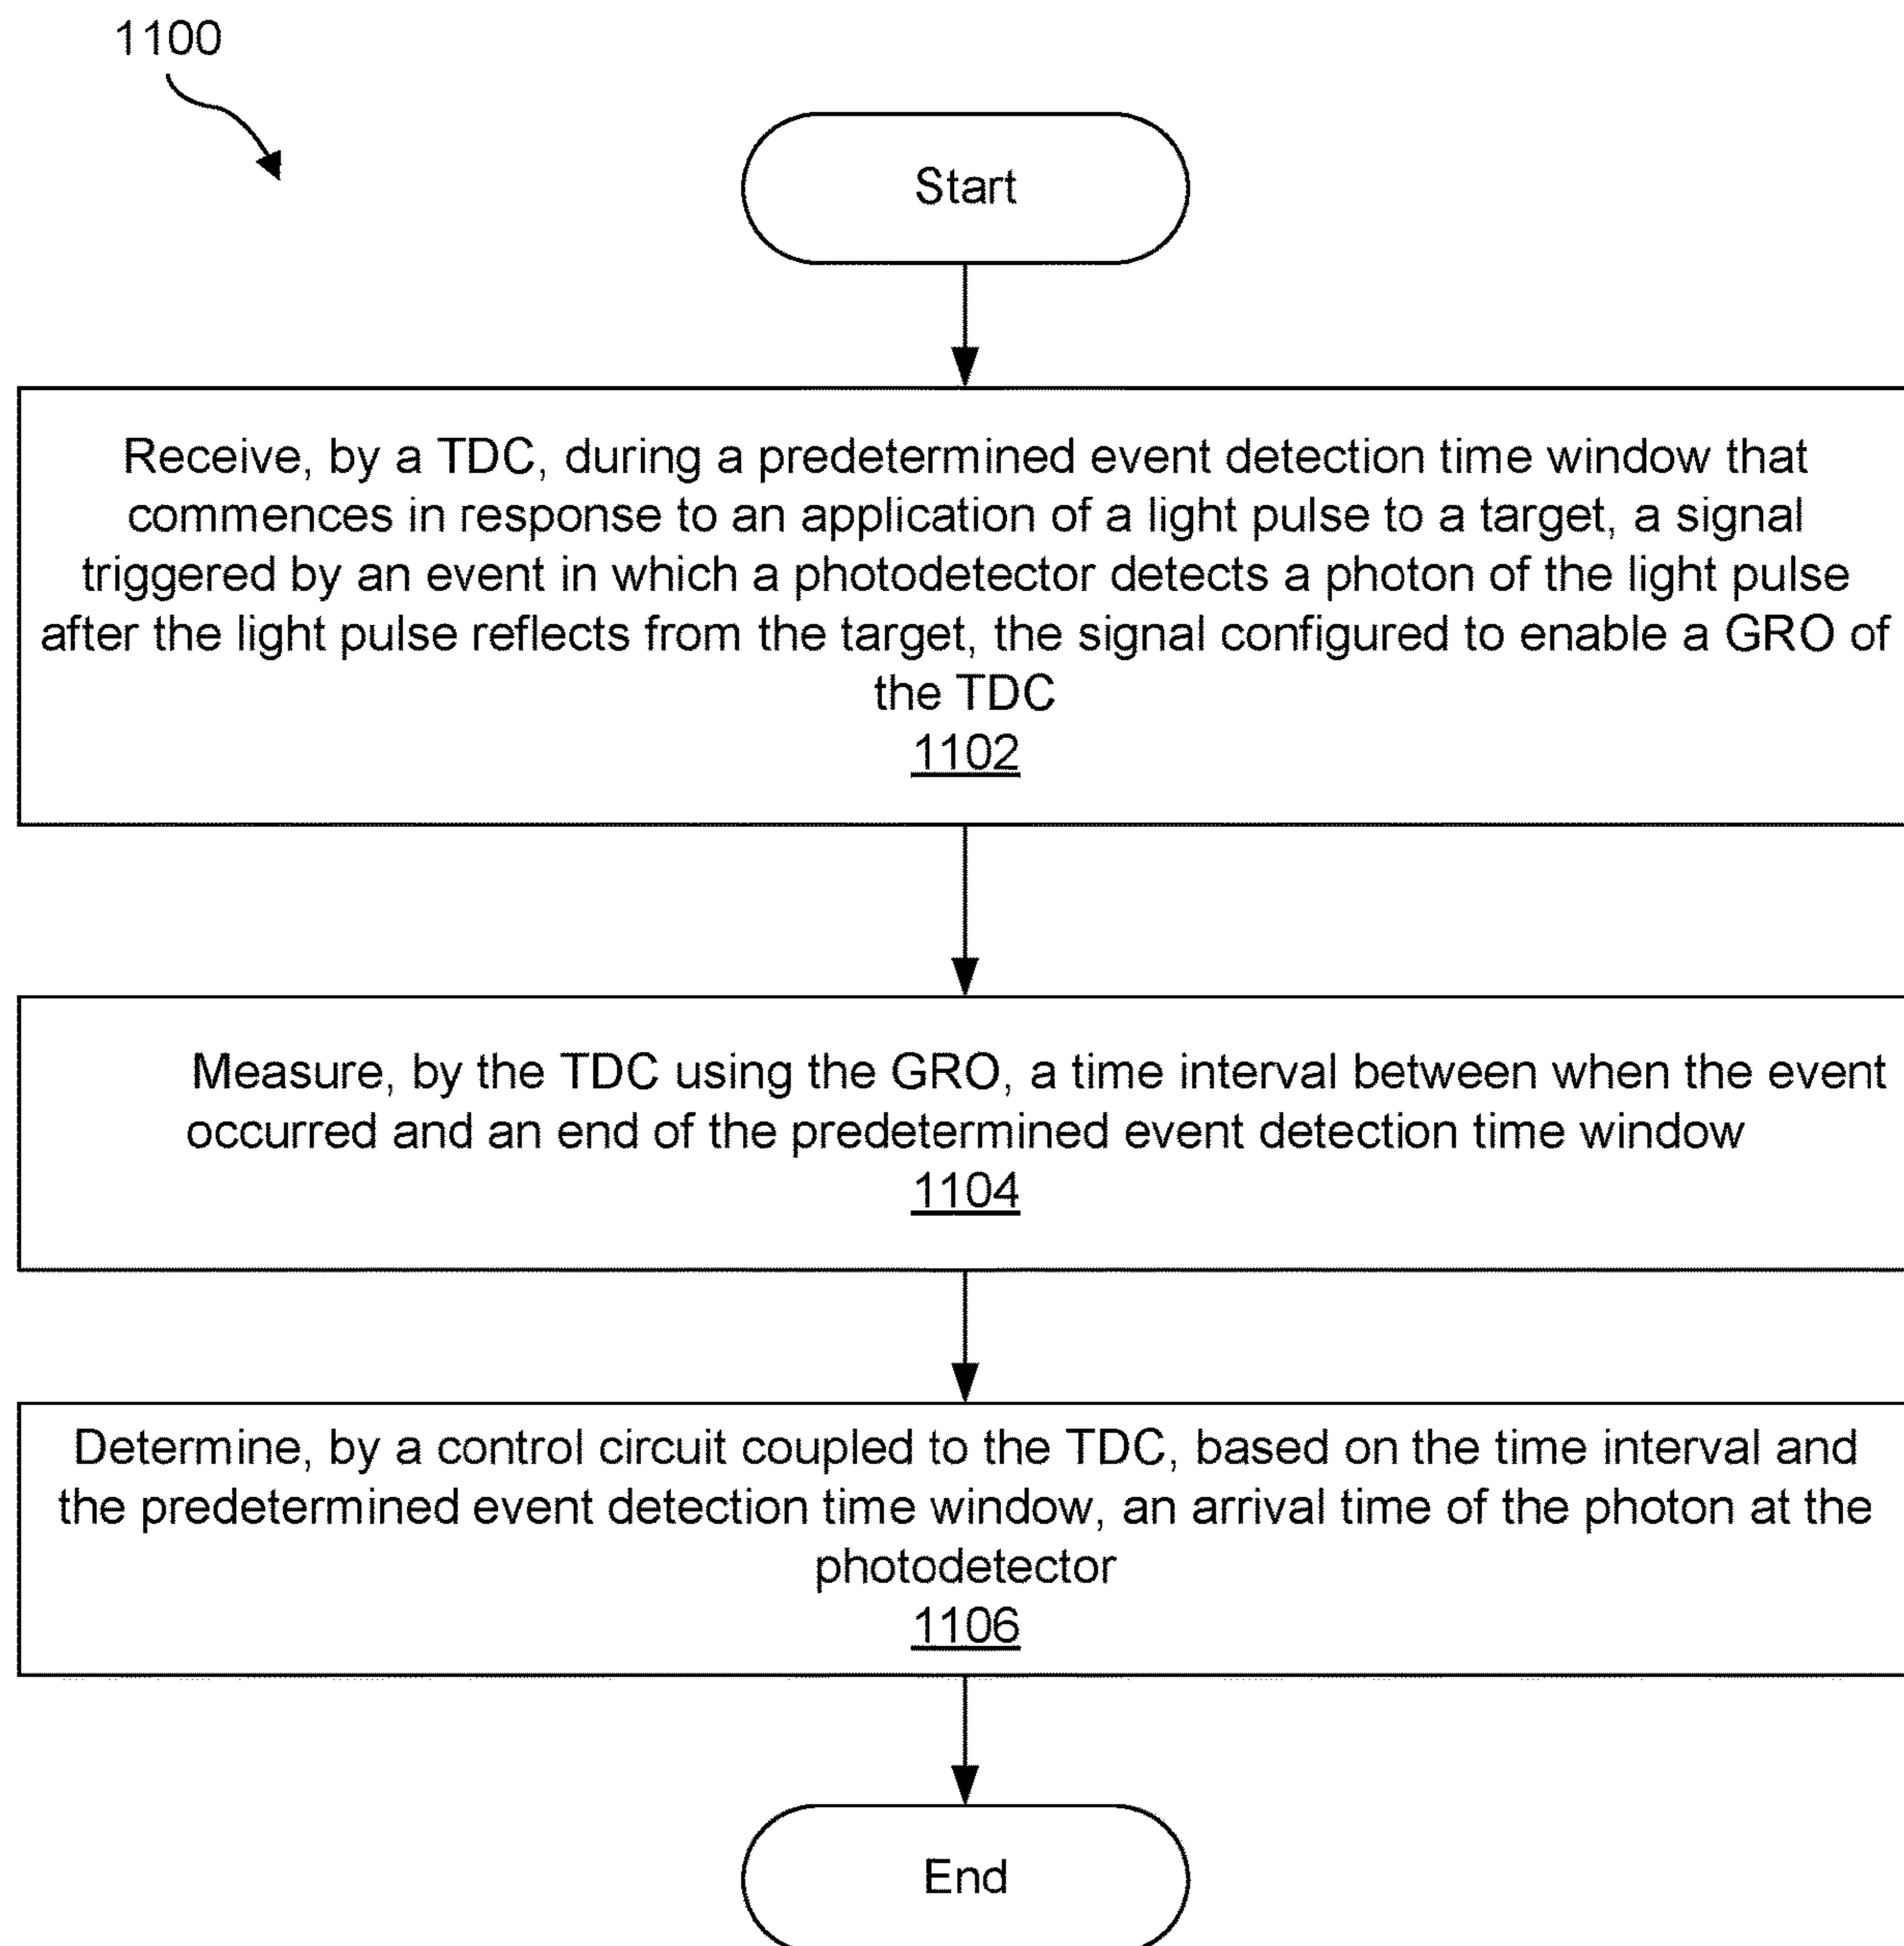 1100
Start
Receive, by a TDC, during a predetermined event detection time window that
commences in response to an application of a light pulse to a target, a signal
triggered by an event in which a photodetector detects a photon of the light pulse
after the light pulse reflects from the target, the signal configured to enable a GRO of
the TDC
1102
Measure, by the TDC using the GRO, a time interval between when the event
occurred and an end of the predetermined event detection time window
1104
Determine, by a control circuit coupled to the TDC, based on the time interval and
the predetermined event detection time window, an arrival time of the photon at the
photodetector
1106
End